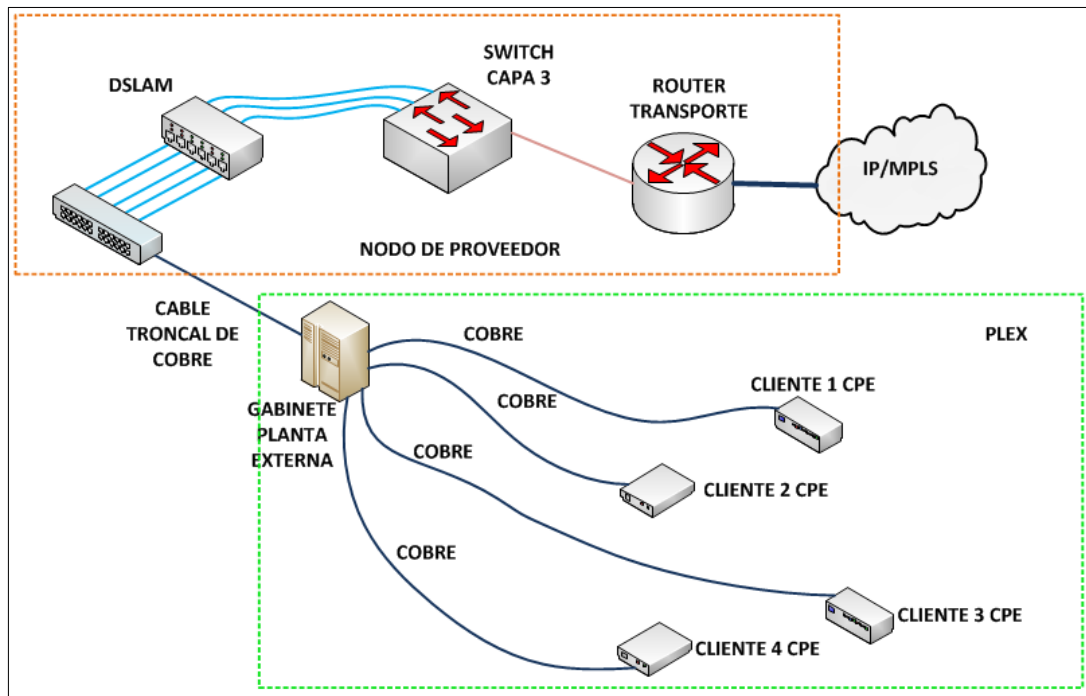 DSLAM
SWITCH
CAPA 3
ROUTER
TRANSPORTE
IP/MPLS
NODO DE PROVEEDOR
CABLE
TRONCAL DE
COBRE
GABINETE
PLANTA
EXTERNA
PLEX
COBRE
CLIENTE 1 CPE
COBRE
CLIENTE 2 CPE
COBRE
CLIENTE 3 CPE
COBRE
CLIENTE 4 CPE